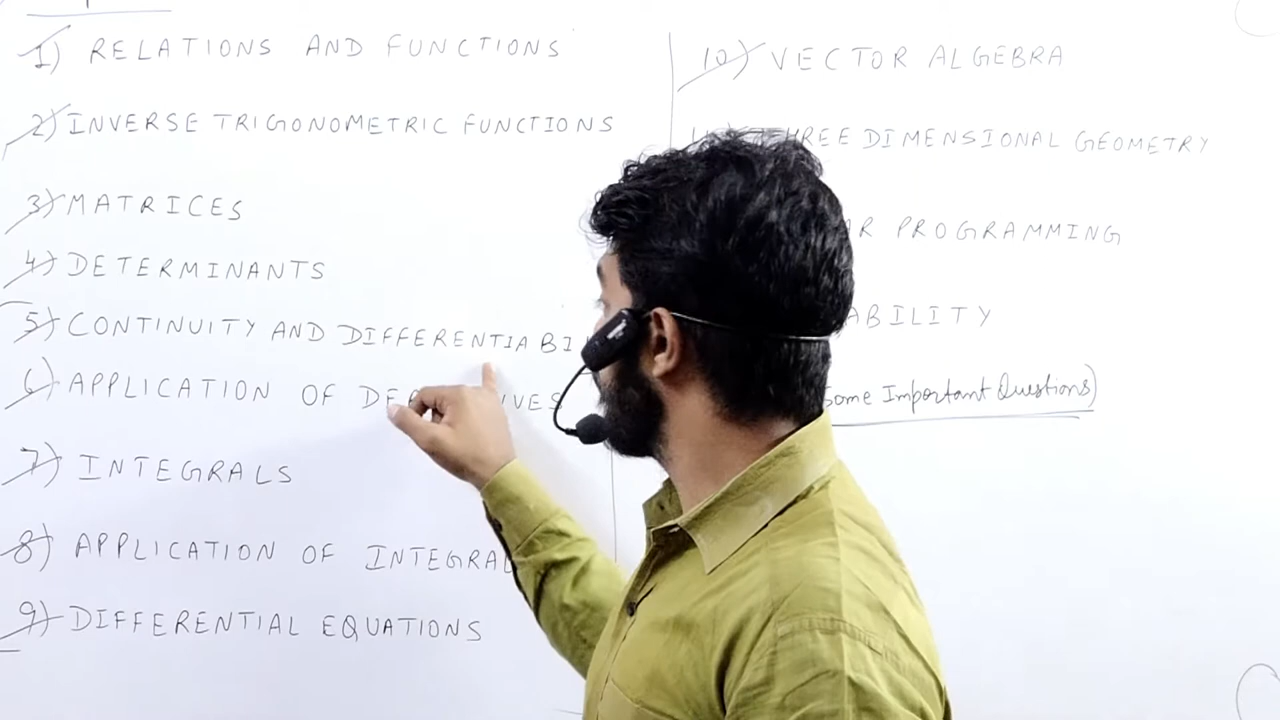 1) RELATIONS AND FUNCTIONS
2) INVERSE TRIGONOMETRIC FUNCTIONS
3) MATRICES
4) DETERMINANTS
5) CONTINUITY AND DIFFERENTIABI
6) APPLICATION OF
7) INTEGRALS
8) APPLICATION OF INTEGRAL
9) DIFFERENTIAL EQUATIONS
10) VECTOR ALGEBRA
THREE DIMENSIONAL GEOMETRY
AR PROGRAMMING
ABILITY
Some Important Questions)